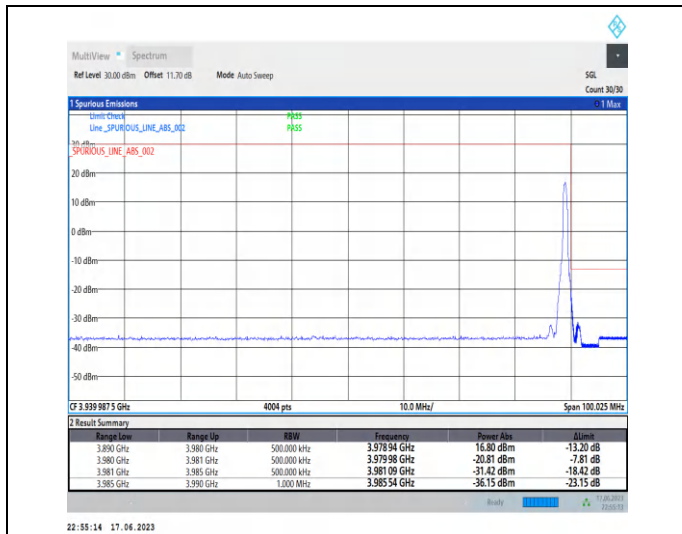 MultiView Spectrum
Ref Level 30.00 dBm Offset 11.70 dB Mode Auto Sweep SGL
Count 30/30
1 Spurious Emissions 1 Max
Limit Check PASS
Line _SPURIOUS_LINE_ABS_002 PASS
30 dBm
_SPURIOUS_LINE_ABS_002
20 dBm
10 dBm
0 dBm
-10 dBm
-20 dBm
-30 dBm
-40 dBm
-50 dBm
CF 3.939 987 5 GHz 4004 pts 10.0 MHz/ Span 100.025 MHz
2 Result Summary
Range Low Range Up RBW Frequency Power Abs ΔLimit
3.890 GHz 3.980 GHz 500.000 kHz 3.978 94 GHz 16.80 dBm -13.20 dB
3.980 GHz 3.981 GHz 500.000 kHz 3.979 98 GHz -20.81 dBm -7.81 dB
3.981 GHz 3.985 GHz 500.000 kHz 3.981 09 GHz -31.42 dBm -18.42 dB
3.985 GHz 3.990 GHz 1.000 MHz 3.985 54 GHz -36.15 dBm -23.15 dB
Ready 17.06.2023
22:55:14 17.06.2023